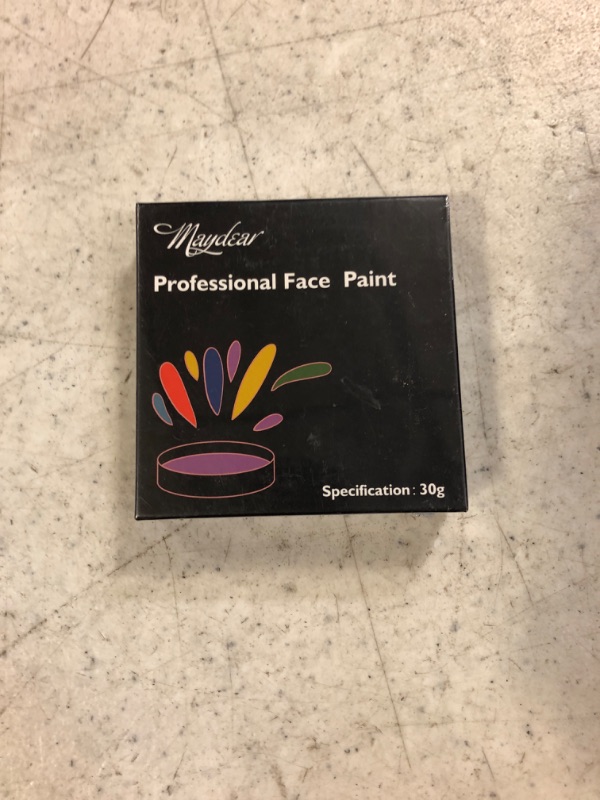 Maydear
Professional Face Paint
Specification: 30g